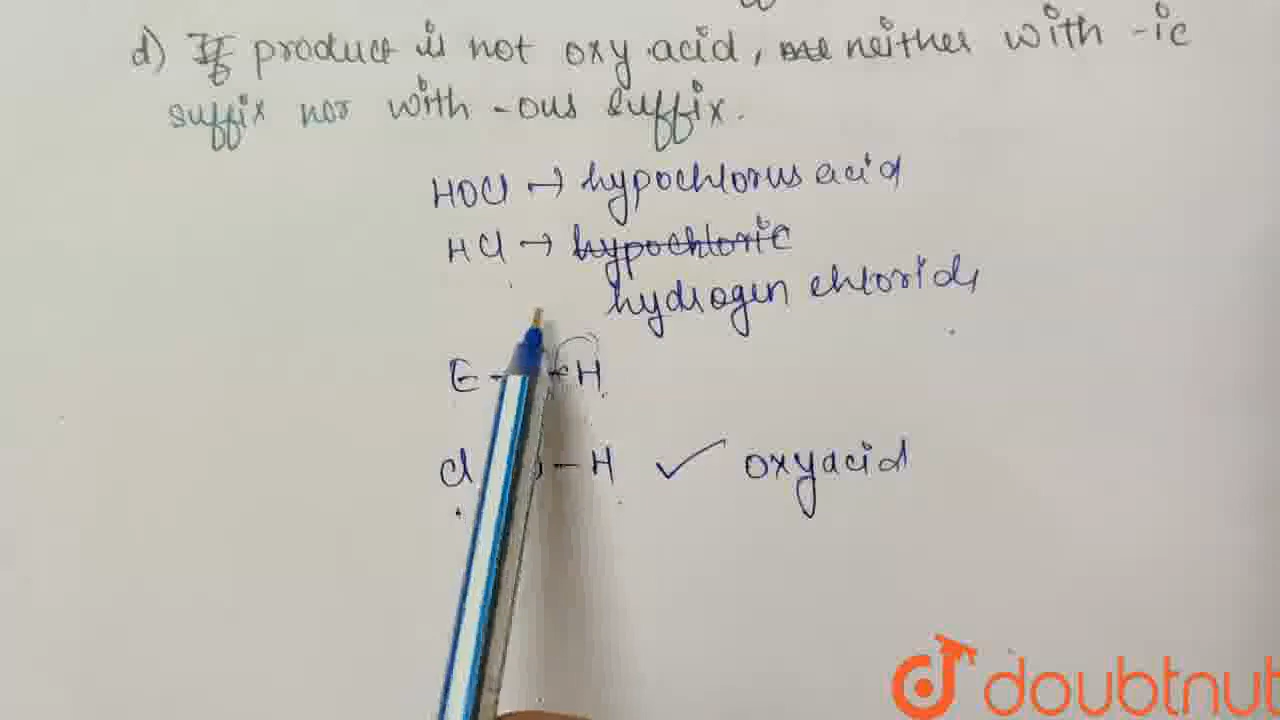 d) If product is not oxy acid, neither with -ic
suffix nor with -ous suffix.
HOCl → hypochlorus acid
HCl → hypochloric
hydrogen chloride
E - H
Cl - H ✓ oxyacid
doubtnut